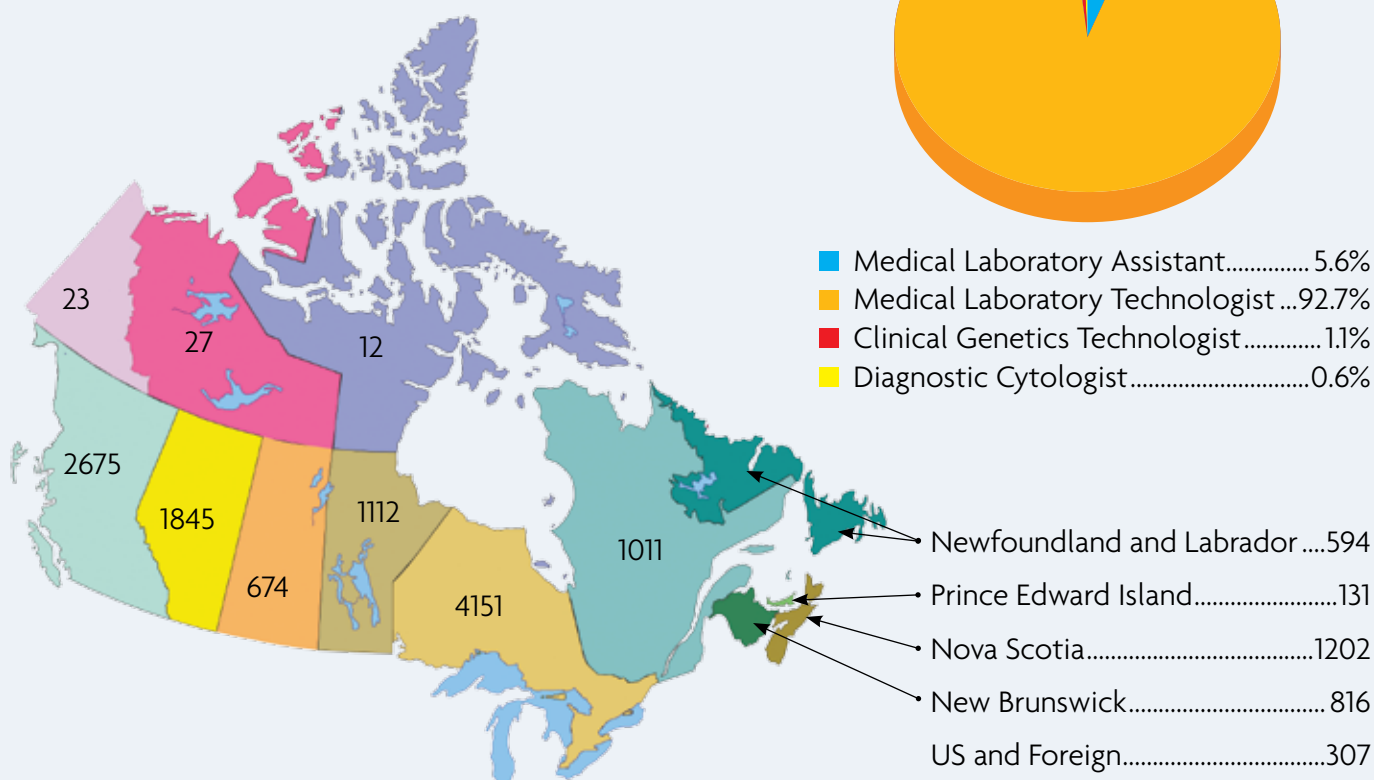 Medical Laboratory Assistant.............. 5.6%
Medical Laboratory Technologist ...92.7%
Clinical Genetics Technologist............. 1.1%
Diagnostic Cytologist..............................0.6%
23
27
12
2675
1845
674
1112
4151
1011
Newfoundland and Labrador ....594
Prince Edward Island.........................131
Nova Scotia.......................................1202
New Brunswick.................................. 816
US and Foreign...................................307